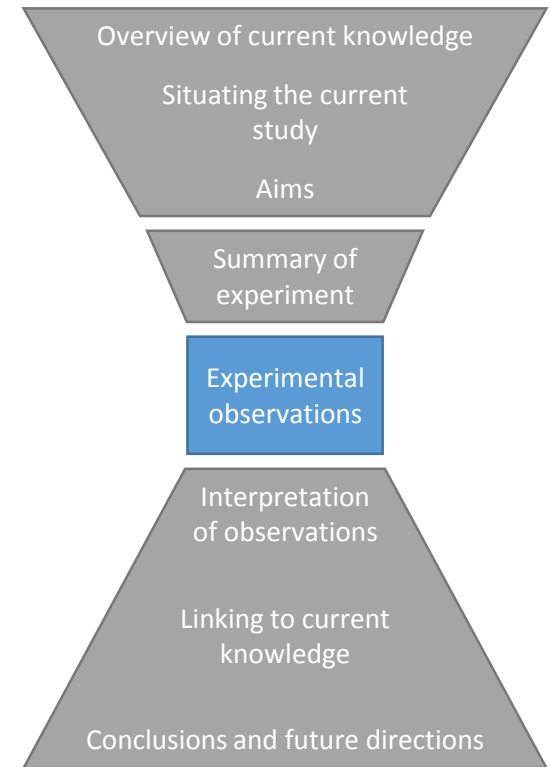 Overview of current knowledge
Situating the current
study
Aims
Summary of
experiment
Experimental
observations
Interpretation
of observations
Linking to current
knowledge
Conclusions and future directions